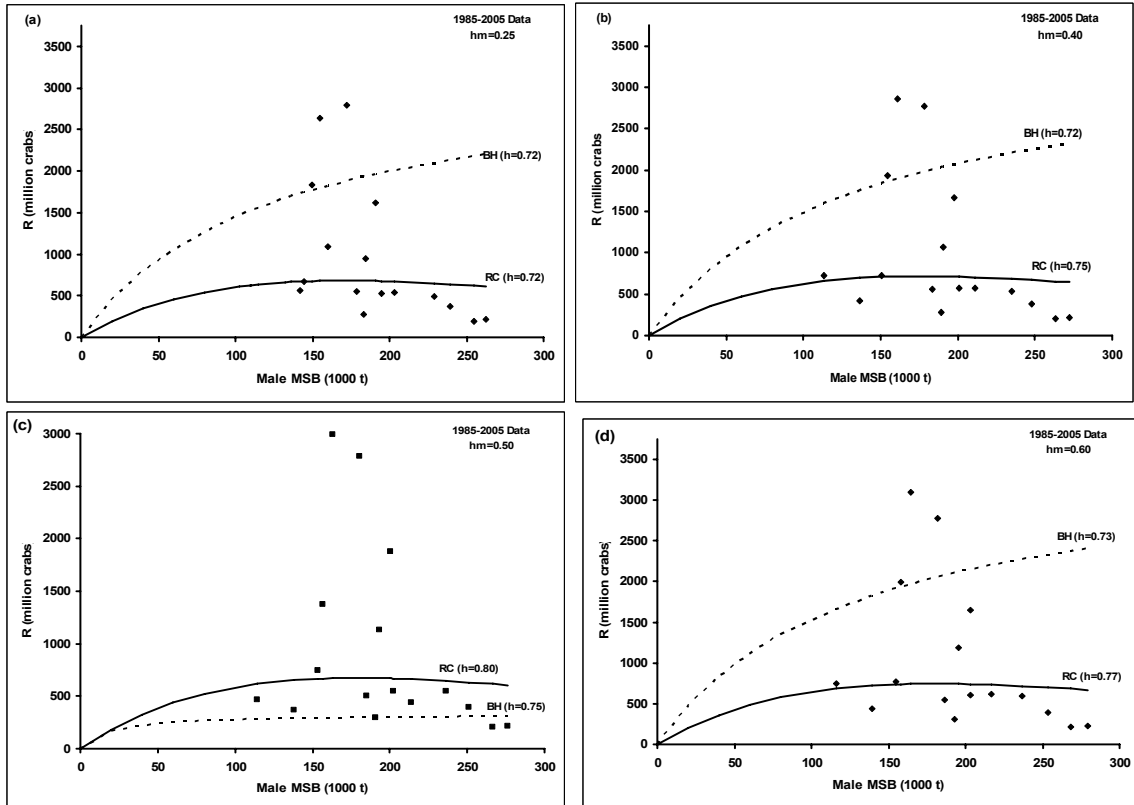 (a)
1985-2005 Data
hm=0.25
3500
3000
2500
2000
1500
1000
500
0
R (million crabs)
BH (h=0.72)
RC (h=0.72)
0 50 100 150 200 250 300
Male MSB (1000 t)
(b)
1985-2005 Data
hm=0.40
3500
3000
2500
2000
1500
1000
500
0
R (million crabs
BH (h=0.72)
RC (h=0.75)
0 50 100 150 200 250 300
Male MSB (1000 t)
(c)
1985-2005 Data
hm=0.50
3000
2500
2000
1500
1000
500
0
R (million crabs)
RC (h=0.80)
BH (h=0.75)
0 50 100 150 200 250 300
Male MSB (1000 t)
(d)
1985-2005 Data
hm=0.60
3500
3000
2500
2000
1500
1000
500
0
R (million crabs)
BH (h=0.73)
RC (h=0.77)
0 50 100 150 200 250 300
Male MSB (1000 t)